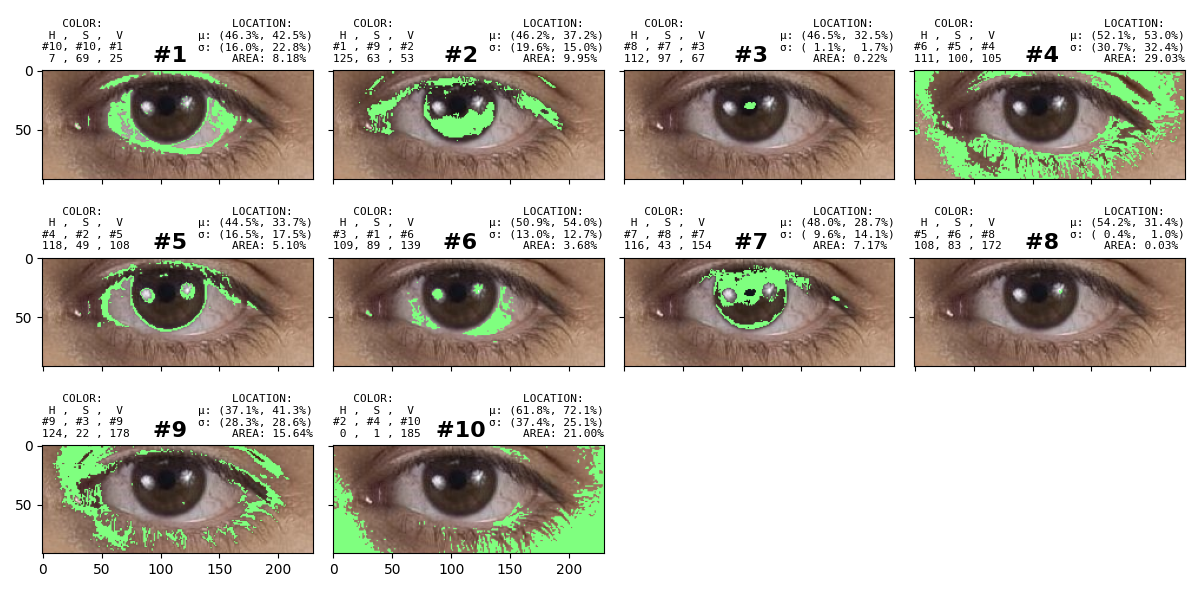 COLOR: LOCATION:
H , S , V μ: (46.3%, 42.5%)
#10, #10, #1 #1 σ: (16.0%, 22.8%)
7 , 69 , 25 AREA: 8.18%
COLOR: LOCATION:
H , S , V μ: (46.2%, 37.2%)
#1 , #9 , #2 #2 σ: (19.6%, 15.0%)
125, 63 , 53 AREA: 9.95%
COLOR: LOCATION:
H , S , V μ: (46.5%, 32.5%)
#8 , #7 , #3 #3 σ: ( 1.1%, 1.7%)
112, 97 , 67 AREA: 0.22%
COLOR: LOCATION:
H , S , V μ: (52.1%, 53.0%)
#6 , #5 , #4 #4 σ: (30.7%, 32.4%)
111, 100, 105 AREA: 29.03%
0
50
COLOR: LOCATION:
H , S , V μ: (44.5%, 33.7%)
#4 , #2 , #5 #5 σ: (16.5%, 17.5%)
118, 49 , 108 AREA: 5.10%
COLOR: LOCATION:
H , S , V μ: (50.9%, 54.0%)
#3 , #1 , #6 #6 σ: (13.0%, 12.7%)
109, 89 , 139 AREA: 3.68%
COLOR: LOCATION:
H , S , V μ: (48.0%, 28.7%)
#7 , #8 , #7 #7 σ: ( 9.6%, 14.1%)
116, 43 , 154 AREA: 7.17%
COLOR: LOCATION:
H , S , V μ: (54.2%, 31.4%)
#5 , #6 , #8 #8 σ: ( 0.4%, 1.0%)
108, 83 , 172 AREA: 0.03%
0
50
COLOR: LOCATION:
H , S , V μ: (37.1%, 41.3%)
#9 , #3 , #9 #9 σ: (28.3%, 28.6%)
124, 22 , 178 AREA: 15.64%
COLOR: LOCATION:
H , S , V μ: (61.8%, 72.1%)
#2 , #4 , #10 #10 σ: (37.4%, 25.1%)
0 , 1 , 185 AREA: 21.00%
0
50
0 50 100 150 200
0 50 100 150 200